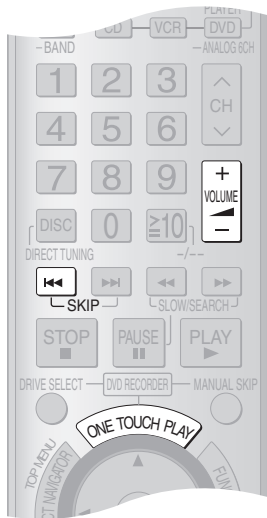 PLAYER
CD VCR DVD
-BAND -ANALOG 6CH
1 2 3
CH
4 5 6
7 8 9
+
VOLUME
-
DISC 0 ≧10
DIRECT TUNING -/--
SKIP SLOW/SEARCH
STOP PAUSE PLAY
DRIVE SELECT DVD RECORDER MANUAL SKIP
ONE TOUCH PLAY
TOP MENU
CT NAVIGATOR
FUN